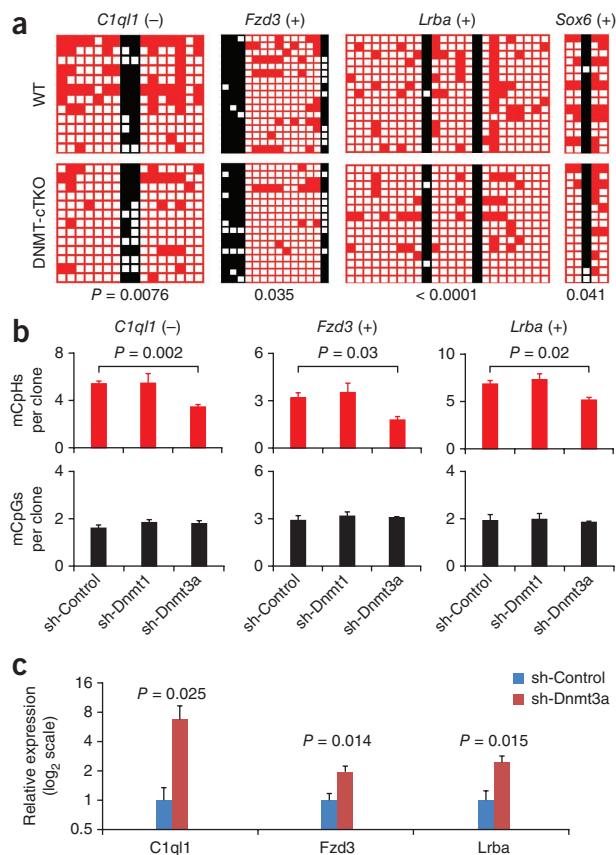 a
C1ql1 (–) Fzd3 (+) Lrba (+) Sox6 (+)
WT
DNMT-cTKO
P = 0.0076 0.035 < 0.0001 0.041
b
C1ql1 (–) Fzd3 (+) Lrba (+)
P = 0.002 P = 0.03 P = 0.02
mCpHs
per clone
8
4
0
6
3
0
10
5
0
mCpGs
per clone
4
2
0
6
3
0
4
2
0
sh-Control sh-Dnmt1 sh-Dnmt3a sh-Control sh-Dnmt1 sh-Dnmt3a sh-Control sh-Dnmt1 sh-Dnmt3a
c
Relative expression
(log2 scale)
16
8
4
2
1
0.5
sh-Control
sh-Dnmt3a
P = 0.025 P = 0.014 P = 0.015
C1ql1 Fzd3 Lrba